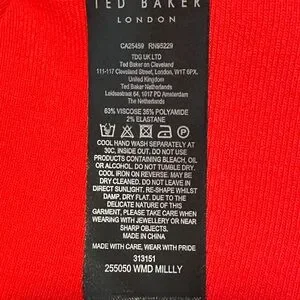 TED BAKER
LONDON
CA25459 RN95229
TDG UK LTD
Ted Baker on Cleveland
111-117 Cleveland Street, London, W1T 6PX,
United Kingdom
Ted Baker Netherlands
Leidsestraat 64, 1017 PD Amsterdam
The Netherlands
63% VISCOSE 35% POLYAMIDE
2% ELASTANE
COOL HAND WASH SEPARATELY AT
30C, INSIDE OUT. DO NOT USE
PRODUCTS CONTAINING BLEACH, OIL
OR ALCOHOL. DO NOT TUMBLE DRY.
COOL IRON ON REVERSE. MAY BE
DRY CLEANED. DO NOT LEAVE IN
DIRECT SUNLIGHT. RE-SHAPE WHILST
DAMP, DRY FLAT. DUE TO THE
DELICATE NATURE OF THIS
GARMENT, PLEASE TAKE CARE WHEN
WEARING WITH JEWELLERY OR NEAR
SHARP OBJECTS.
MADE IN CHINA
MADE WITH CARE, WEAR WITH PRIDE
313151
255050 WMD MILLLY